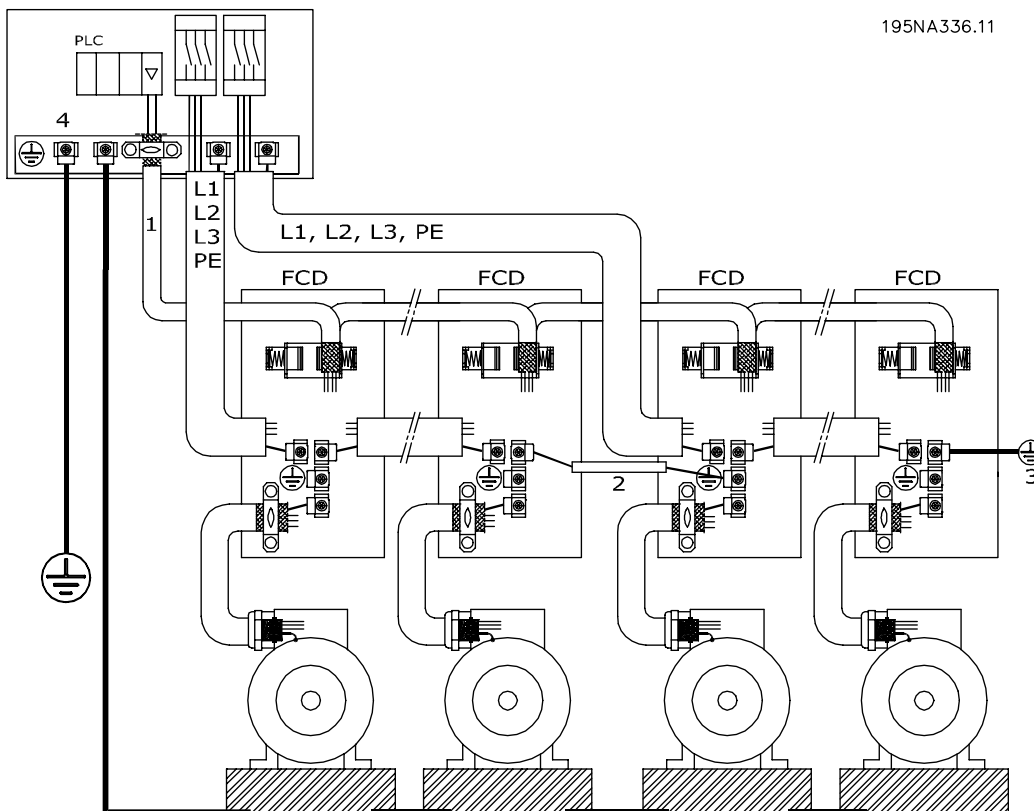 195NA336.11
PLC
4
1
L1
L2
L3
PE
L1, L2, L3, PE
FCD
FCD
FCD
FCD
2
3